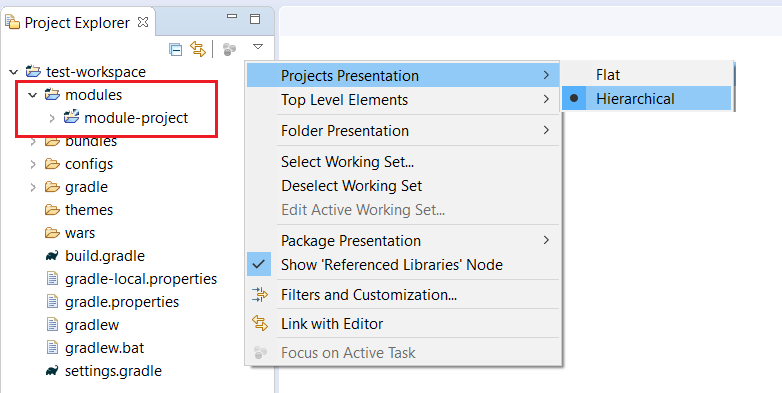 Project Explorer
test-workspace
modules
module-project
bundles
configs
gradle
themes
wars
build.gradle
gradle-local.properties
gradle.properties
gradlew
gradlew.bat
settings.gradle
Projects Presentation
Top Level Elements
Folder Presentation
Select Working Set...
Deselect Working Set
Edit Active Working Set...
Package Presentation
Show 'Referenced Libraries' Node
Filters and Customization...
Link with Editor
Focus on Active Task
Flat
Hierarchical